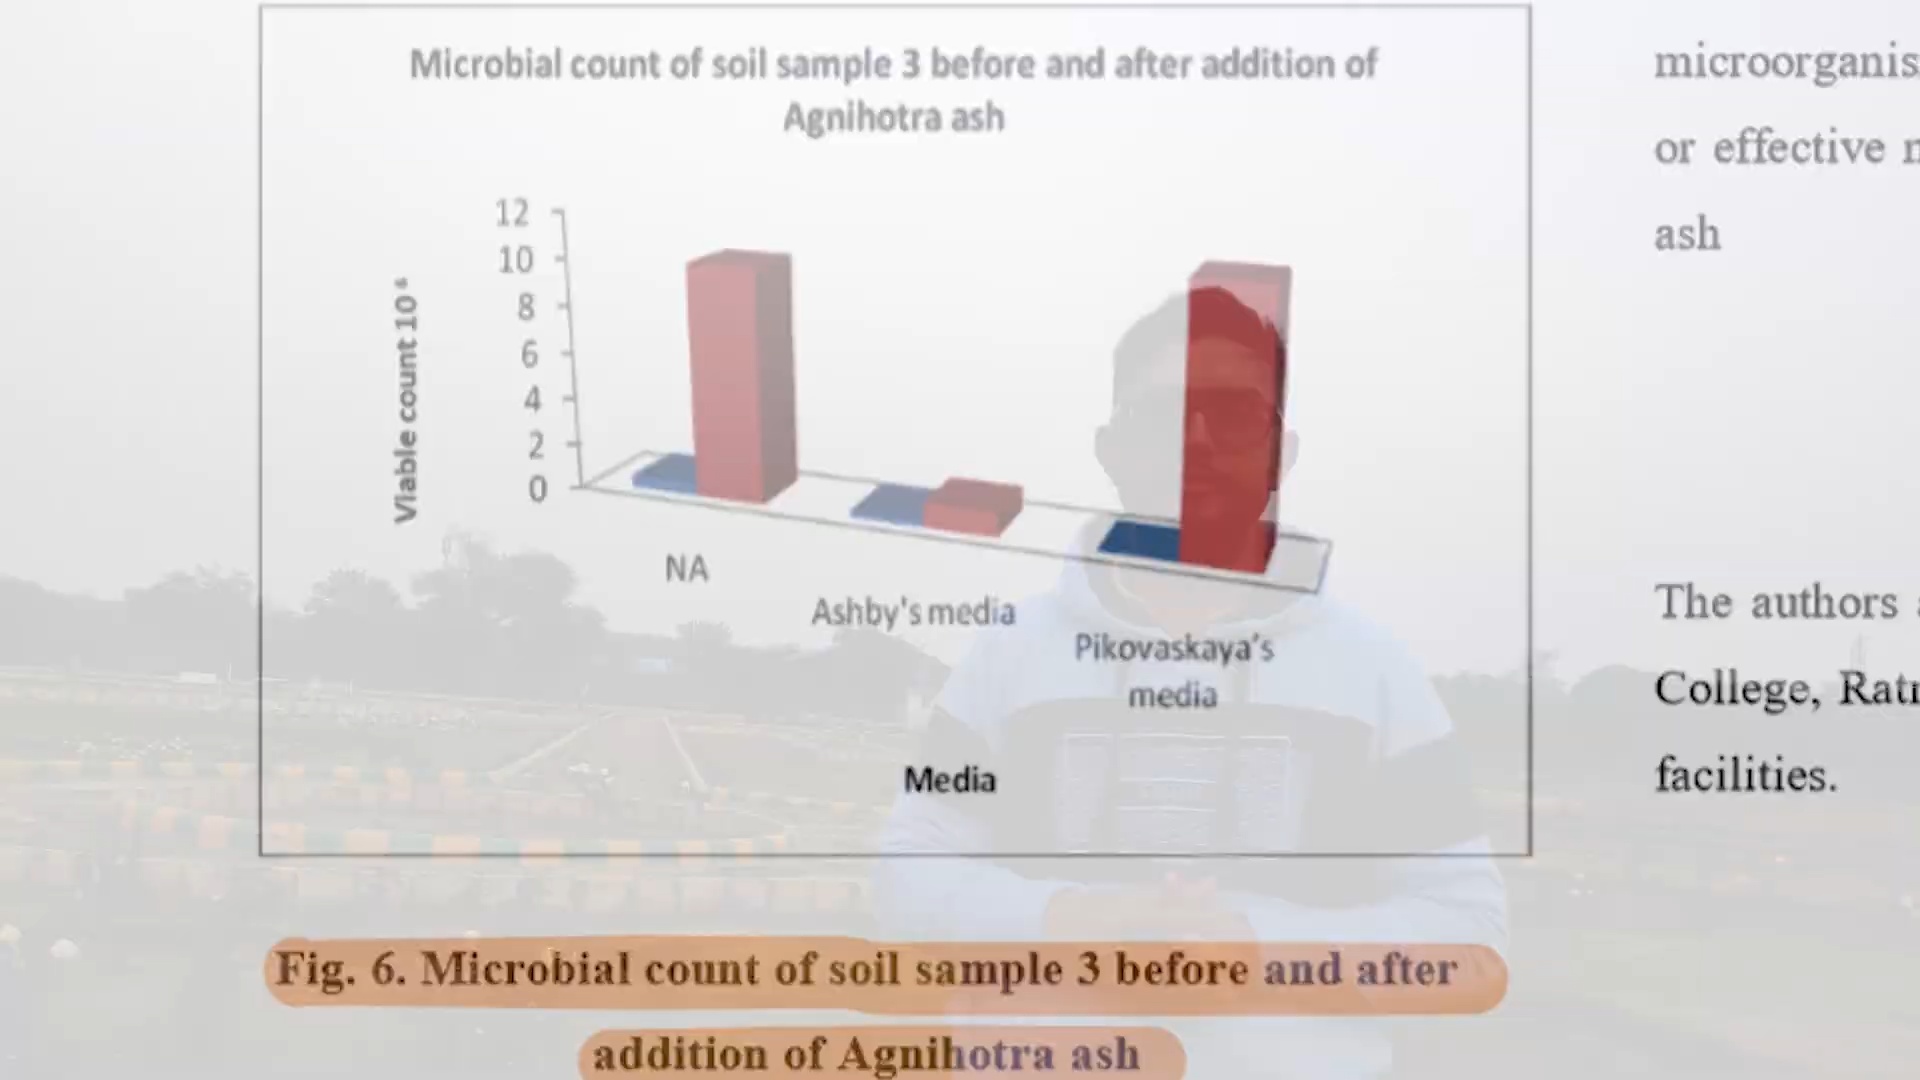 Microbial count of soil sample 3 before and after addition of
Agnihotra ash
12
10
8
6
4
2
0
Viable count 10⁶
NA
Ashby's media
Pikovaskaya's
media
Media
Fig. 6. Microbial count of soil sample 3 before and after
addition of Agnihotra ash
or effective
ash
The authors
College,
facilities.